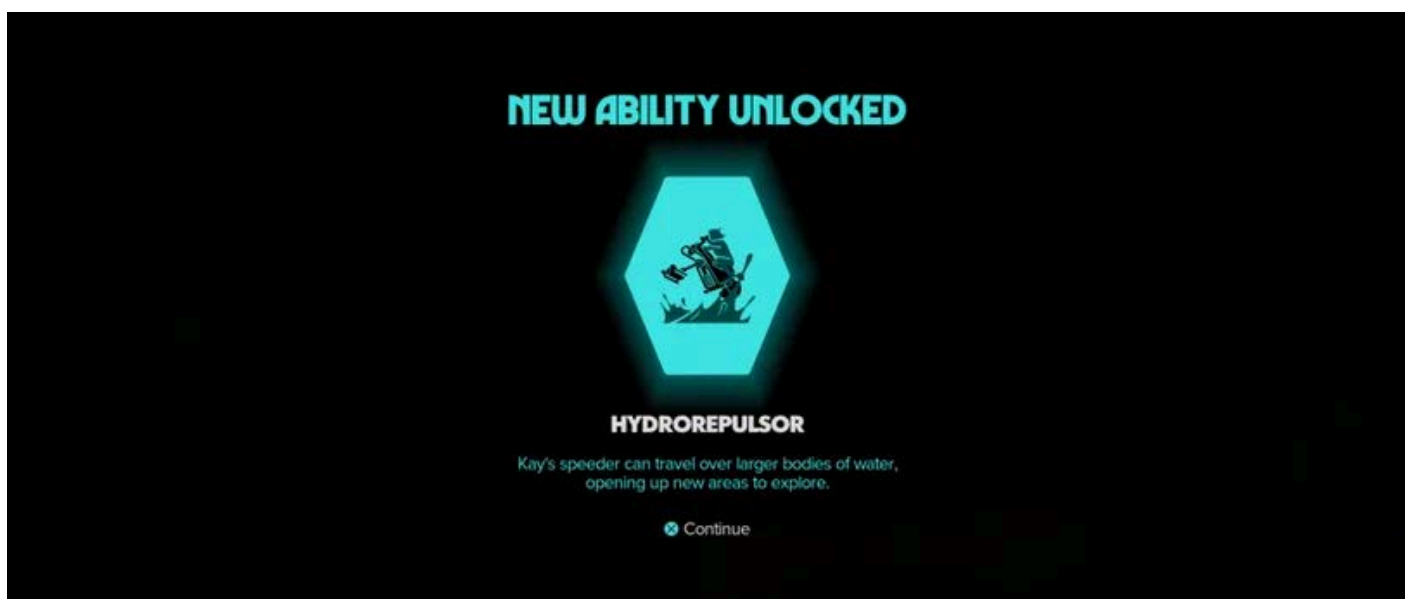 NEW ABILITY UNLOCKED
HYDROREPULSOR
Kay's speeder can travel over larger bodies of water,
opening up new areas to explore.
Continue